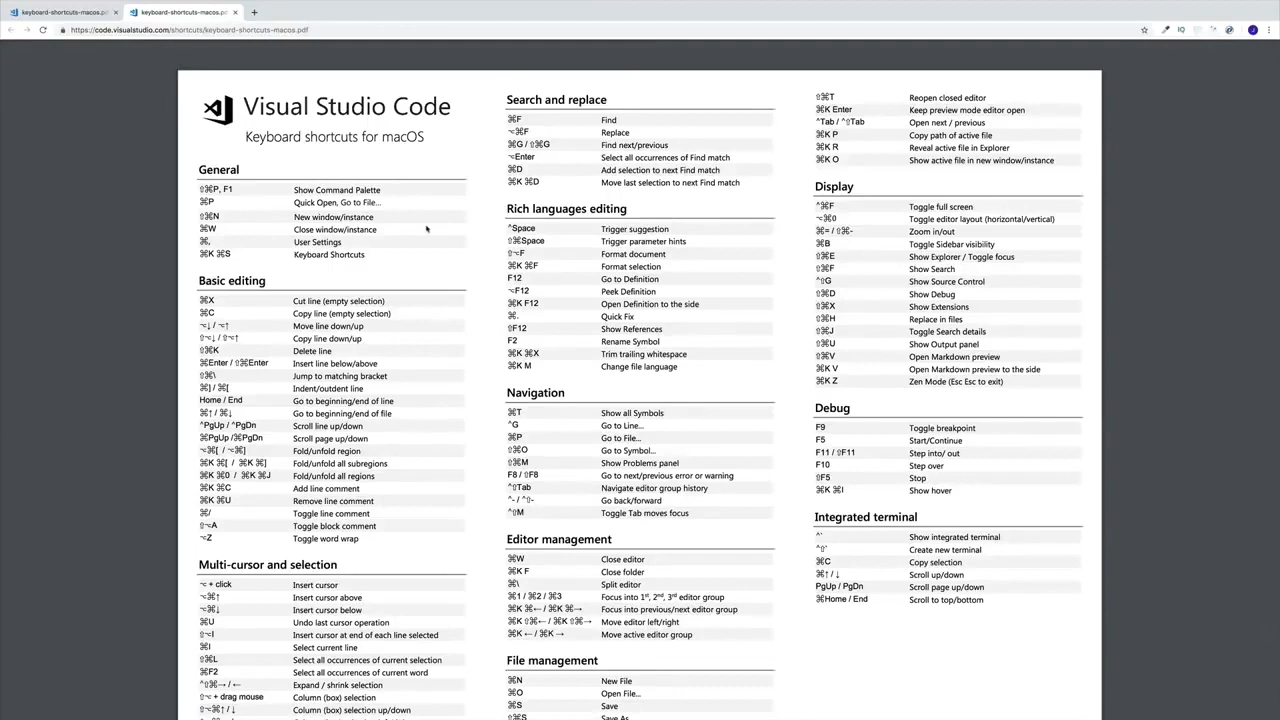 keyboard-shortcuts-macos.pdf
keyboard-shortcuts-macos.pdf
https://code.visualstudio.com/shortcuts/keyboard-shortcuts-macos.pdf
Visual Studio Code
Keyboard shortcuts for macOS
General
⇧⌘P, F1 Show Command Palette
⌘P Quick Open, Go to File...
⇧⌘N New window/instance
⌘W Close window/instance
⌘, User Settings
⌘K ⌘S Keyboard Shortcuts
Basic editing
⌘X Cut line (empty selection)
⌘C Copy line (empty selection)
⌥↓ / ⌥↑ Move line down/up
⇧⌥↓ / ⇧⌥↑ Copy line down/up
⇧⌘K Delete line
⌘Enter / ⇧⌘Enter Insert line below/above
⇧⌘\ Jump to matching bracket
⌘] / ⌘[ Indent/outdent line
Home / End Go to beginning/end of line
⌘↑ / ⌘↓ Go to beginning/end of file
^PgUp / ^PgDn Scroll line up/down
⌘PgUp /⌘PgDn Scroll page up/down
⌥⌘[ / ⌥⌘] Fold/unfold region
⌘K ⌘[ / ⌘K ⌘] Fold/unfold all subregions
⌘K ⌘0 / ⌘K ⌘J Fold/unfold all regions
⌘K ⌘C Add line comment
⌘K ⌘U Remove line comment
⌘/ Toggle line comment
⇧⌥A Toggle block comment
⌥Z Toggle word wrap
Multi-cursor and selection
⌥ + click Insert cursor
⌥⌘↑ Insert cursor above
⌥⌘↓ Insert cursor below
⌘U Undo last cursor operation
⇧⌥I Insert cursor at end of each line selected
⌘I Select current line
⇧⌘L Select all occurrences of current selection
⌘F2 Select all occurrences of current word
^⇧⌘→ / ← Expand / shrink selection
⇧⌥ + drag mouse Column (box) selection
⇧⌥⌘↑ / ↓ Column (box) selection up/down
Search and replace
⌘F Find
⌥⌘F Replace
⌘G / ⇧⌘G Find next/previous
⌥Enter Select all occurrences of Find match
⌘D Add selection to next Find match
⌘K ⌘D Move last selection to next Find match
Rich languages editing
^Space Trigger suggestion
⇧⌘Space Trigger parameter hints
⇧⌥F Format document
⌘K ⌘F Format selection
F12 Go to Definition
⌥F12 Peek Definition
⌘K F12 Open Definition to the side
⌘. Quick Fix
⇧F12 Show References
F2 Rename Symbol
⌘K ⌘X Trim trailing whitespace
⌘K M Change file language
Navigation
⌘T Show all Symbols
^G Go to Line...
⌘P Go to File...
⇧⌘O Go to Symbol...
⇧⌘M Show Problems panel
F8 / ⇧F8 Go to next/previous error or warning
^⇧Tab Navigate editor group history
^- / ^⇧- Go back/forward
^⇧M Toggle Tab moves focus
Editor management
⌘W Close editor
⌘K F Close folder
⌘\ Split editor
⌘1 / ⌘2 / ⌘3 Focus into 1st, 2nd, 3rd editor group
⌘K ⌘← / ⌘K ⌘→ Focus into previous/next editor group
⌘K ⇧⌘← / ⌘K ⇧⌘→ Move editor left/right
⌘K ← / ⌘K → Move active editor group
File management
⌘N New File
⌘O Open File...
⌘S Save
⇧⌘S Save As
⇧⌘T Reopen closed editor
⌘K Enter Keep preview mode editor open
^Tab / ^⇧Tab Open next / previous
⌘K P Copy path of active file
⌘K R Reveal active file in Explorer
⌘K O Show active file in new window/instance
Display
^⌘F Toggle full screen
⌥⌘0 Toggle editor layout (horizontal/vertical)
⌘= / ⇧⌘- Zoom in/out
⌘B Toggle Sidebar visibility
⇧⌘E Show Explorer / Toggle focus
⇧⌘F Show Search
^⇧G Show Source Control
⇧⌘D Show Debug
⇧⌘X Show Extensions
⇧⌘H Replace in files
⇧⌘J Toggle Search details
⇧⌘U Show Output panel
⇧⌘V Open Markdown preview
⌘K V Open Markdown preview to the side
⌘K Z Zen Mode (Esc Esc to exit)
Debug
F9 Toggle breakpoint
F5 Start/Continue
F11 / ⇧F11 Step into/ out
F10 Step over
⇧F5 Stop
⌘K ⌘I Show hover
Integrated terminal
^` Show integrated terminal
^⇧` Create new terminal
⌘C Copy selection
⌘↑ / ↓ Scroll up/down
PgUp / PgDn Scroll page up/down
⌘Home / End Scroll to top/bottom